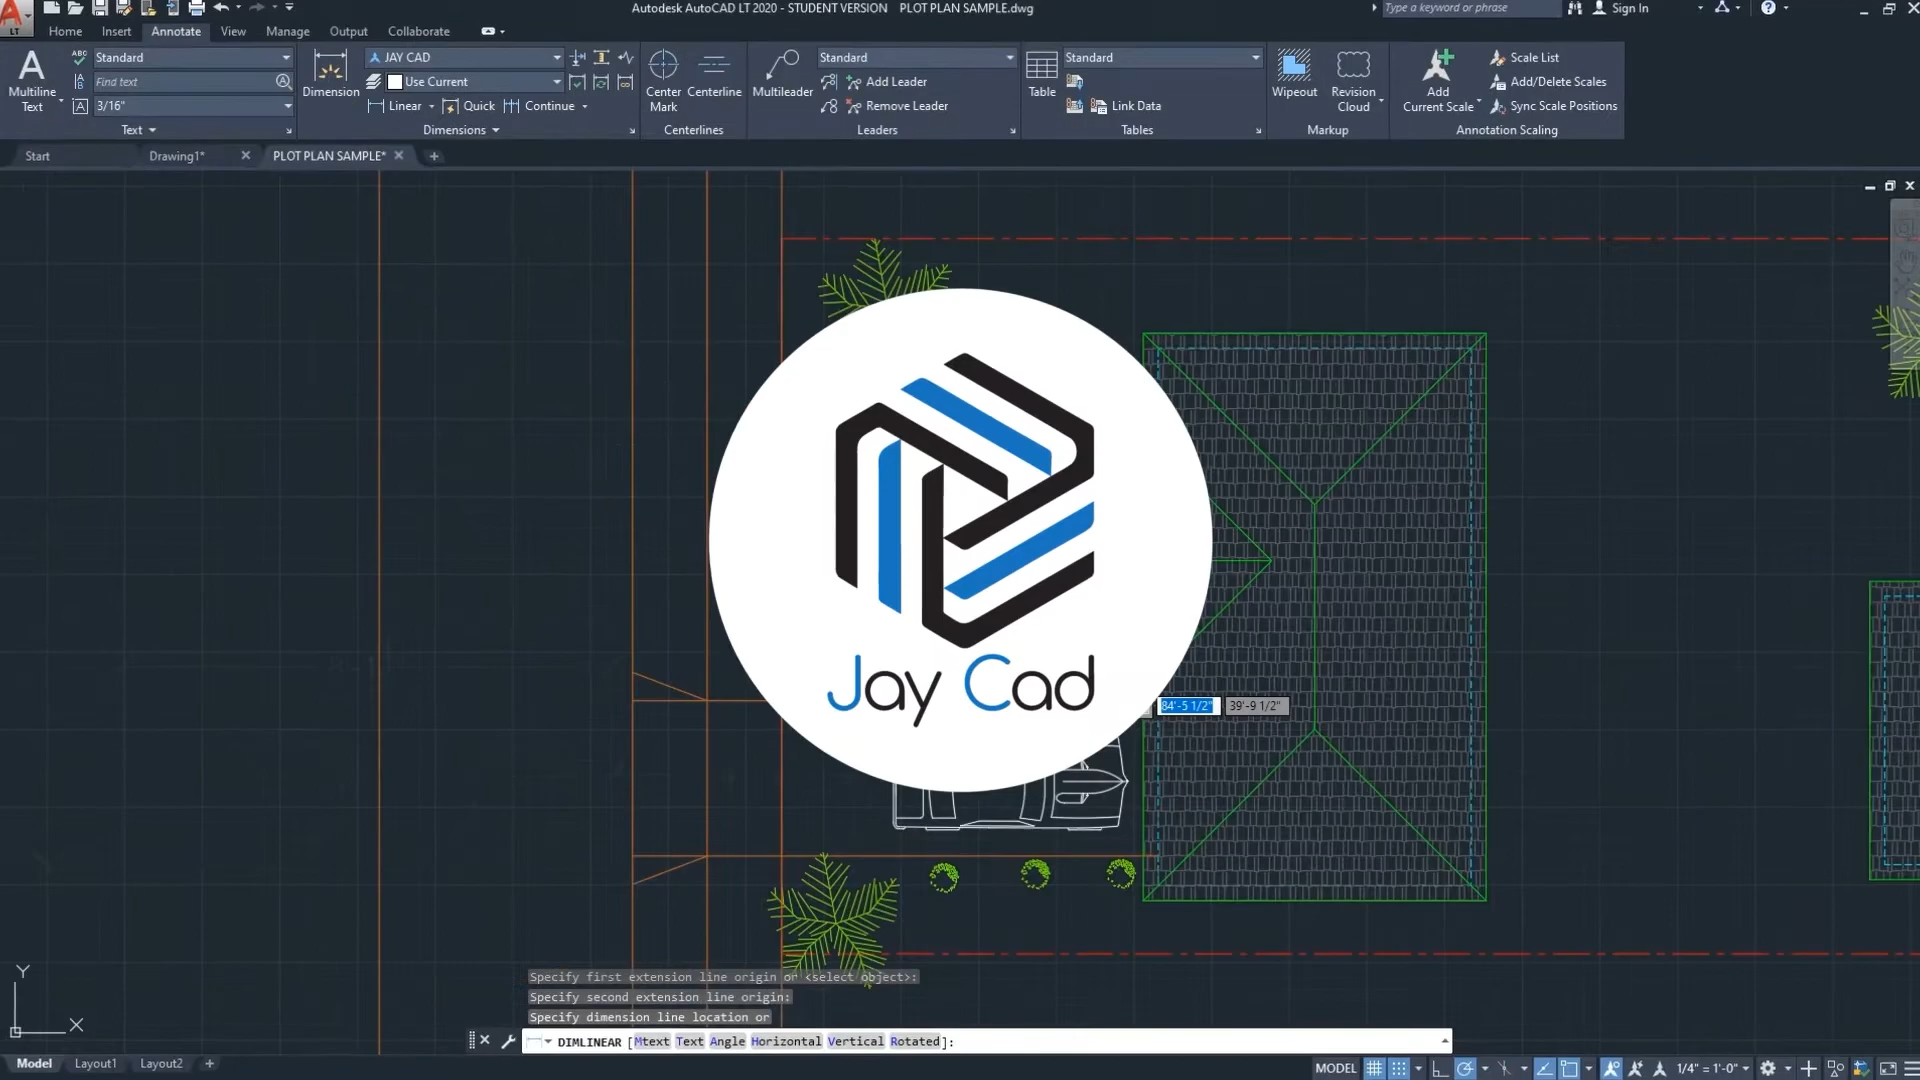 Autodesk AutoCAD LT 2020 - STUDENT VERSION PLOT PLAN SAMPLE.dwg
Type a keyword or phrase
Sign In
LT
Home Insert Annotate View Manage Output Collaborate
Multiline Text
Standard
Find text
3/16"
Text
Dimension
JAY CAD
Use Current
Linear Quick Continue
Dimensions
Center Mark
Centerline
Centerlines
Multileader
Standard
Add Leader
Remove Leader
Leaders
Table
Standard
Link Data
Tables
Wipeout
Revision Cloud
Markup
Add Current Scale
Scale List
Add/Delete Scales
Sync Scale Positions
Annotation Scaling
Start Drawing1* PLOT PLAN SAMPLE*
Jay Cad
84'-5 1/2" 39'-9 1/2"
Y
X
Specify first extension line origin or <select object>:
Specify second extension line origin:
Specify dimension line location or
DIMLINEAR [Mtext Text Angle Horizontal Vertical Rotated]:
Model Layout1 Layout2
MODEL
1/4" = 1'-0"